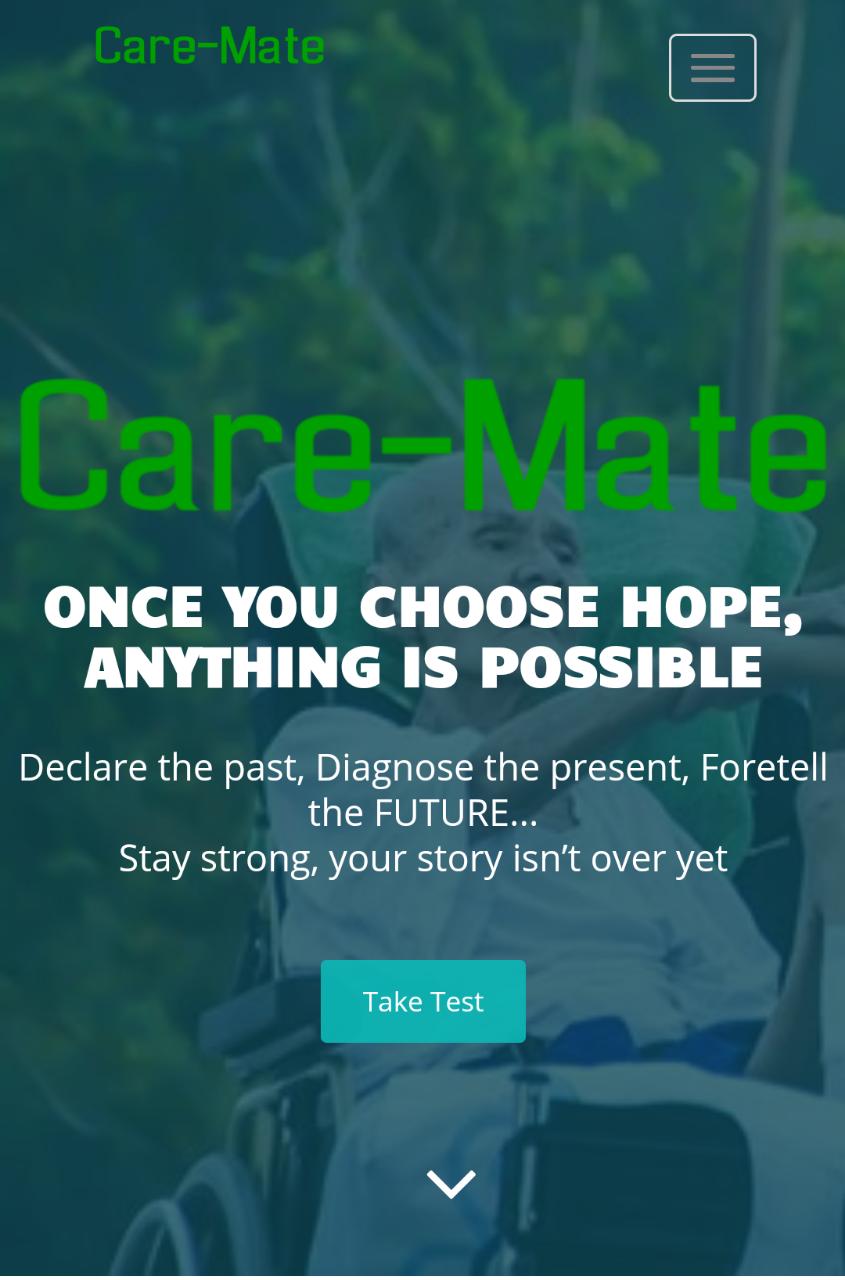 Care-Mate
Care-Mate
ONCE YOU CHOOSE HOPE,
ANYTHING IS POSSIBLE
Declare the past, Diagnose the present, Foretell
the FUTURE...
Stay strong, your story isn’t over yet
Take Test